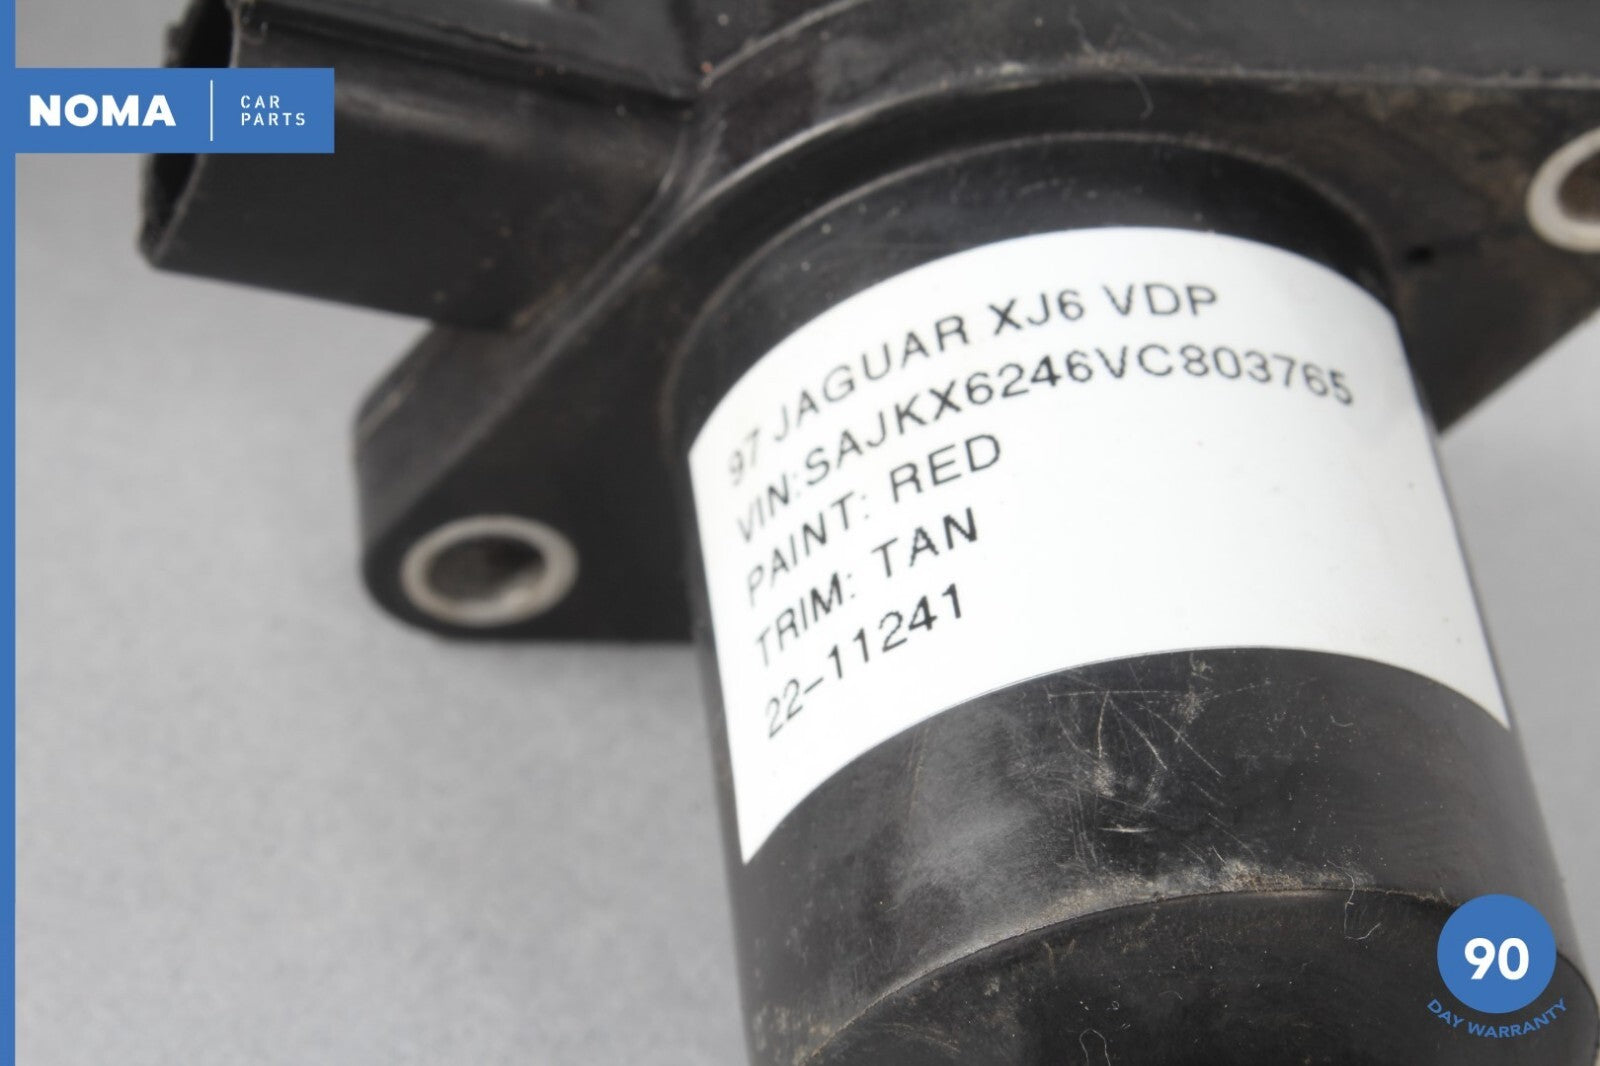 NOMA
CAR
PARTS
97 JAGUAR XJ6 VDP
VIN:SAJKX6246VC803765
PAINT: RED
TRIM: TAN
22-11241
90
DAY WARRANTY